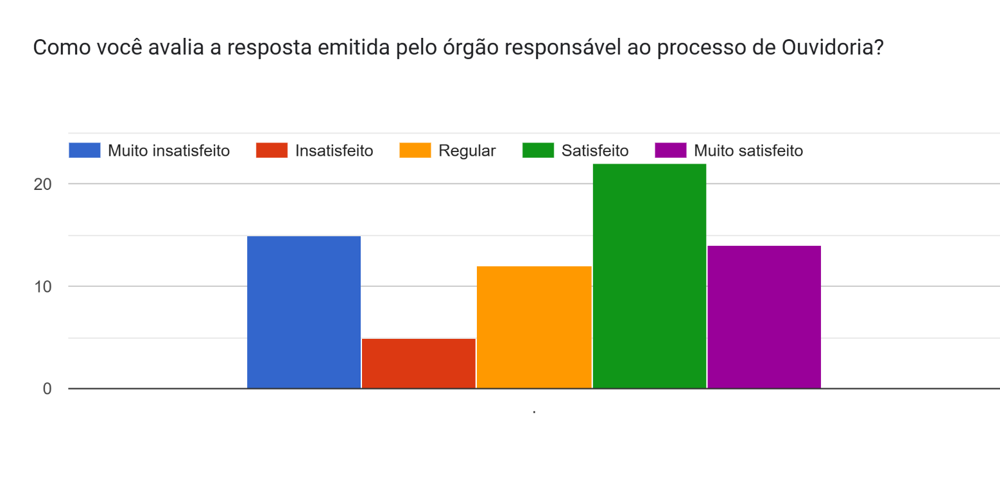 Como você avalia a resposta emitida pelo órgão responsável ao processo de Ouvidoria?
Muito insatisfeito Insatisfeito Regular Satisfeito Muito satisfeito
20
10
0
.